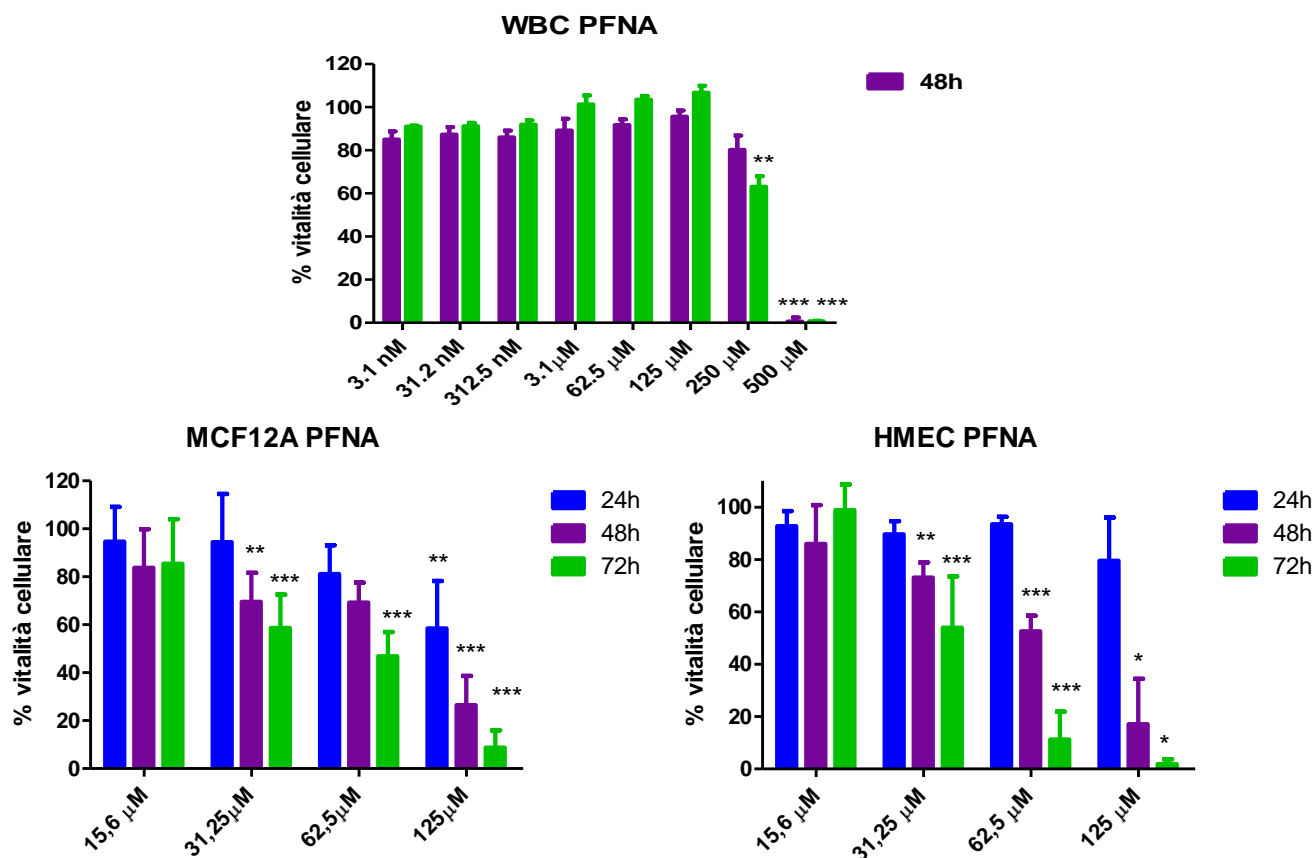 WBC PFNA
% vitalità cellulare
120
100
80
60
40
20
0
48h
**
*** ***
3.1 nM
31.2 nM
312.5 nM
3.1 µM
62.5 µM
125 µM
250 µM
500 µM
MCF12A PFNA
% vitalità cellulare
120
100
80
60
40
20
0
24h
48h
72h
**
***
***
**
***
***
15,6 µM
31,25µM
62,5µM
125µM
HMEC PFNA
% vitalità cellulare
100
80
60
40
20
0
24h
48h
72h
**
***
***
***
*
*
15,6 µM
31,25 µM
62,5 µM
125 µM